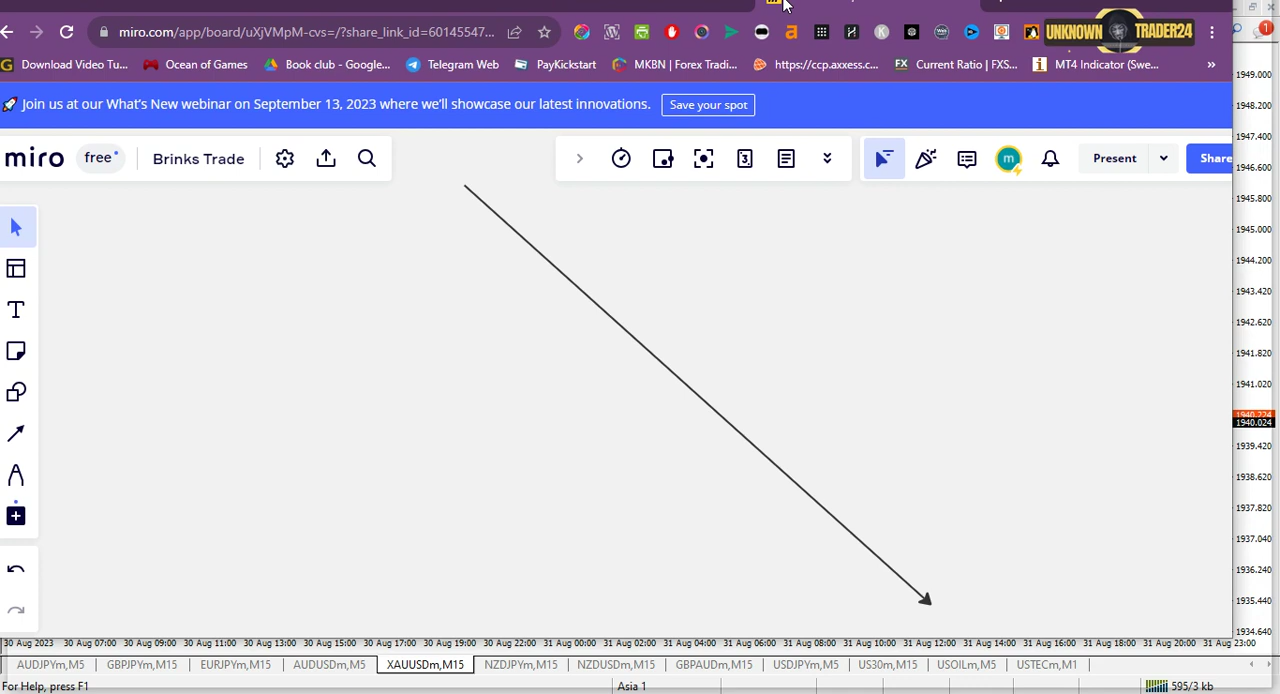 miro.com/app/board/uXjVMpM-cvs=/?share_link_id=60145547...
UNKNOWN TRADER24
1
Download Video Tu...
Ocean of Games
Book club - Google...
Telegram Web
PayKickstart
MKBN | Forex Tradi...
https://ccp.axxess.c...
Current Ratio | FXS...
MT4 Indicator (Swe...
»
Join us at our What's New webinar on September 13, 2023 where we'll showcase our latest innovations.
Save your spot
miro
free
Brinks Trade
3
m
Present
Share
1949.000
1948.200
1947.400
1946.600
1945.800
1945.000
1944.200
1943.420
1942.620
1941.820
1941.020
1940.224
1940.024
1939.420
1938.620
1937.820
1937.040
1936.240
1935.440
1934.640
30 Aug 2023 30 Aug 07:00 30 Aug 09:00 30 Aug 11:00 30 Aug 13:00 30 Aug 15:00 30 Aug 17:00 30 Aug 19:00 30 Aug 22:00 31 Aug 00:00 31 Aug 02:00 31 Aug 04:00 31 Aug 06:00 31 Aug 08:00 31 Aug 10:00 31 Aug 12:00 31 Aug 14:00 31 Aug 16:00 31 Aug 18:00 31 Aug 20:00 31 Aug 23:00
AUDJPYm,M5 GBPJPYm,M15 EURJPYm,M15 AUDUSDm,M5 XAUUSDm,M15 NZDJPYm,M15 NZDUSDm,M15 GBPAUDm,M15 USDJPYm,M5 US30m,M15 USOILm,M5 USTECm,M1
For Help, press F1
Asia 1
595/3 kb